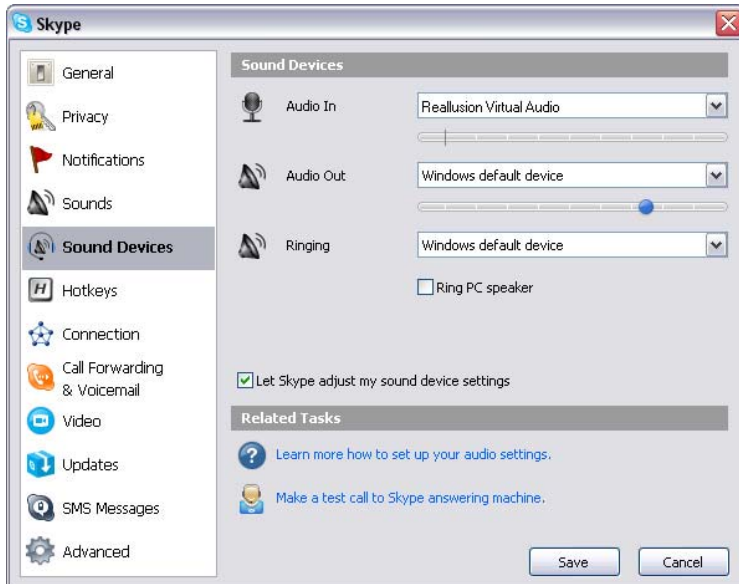 Skype
General
Privacy
Notifications
Sounds
Sound Devices
Hotkeys
Connection
Call Forwarding
& Voicemail
Video
Updates
SMS Messages
Advanced
Sound Devices
Audio In
Reallusion Virtual Audio
Audio Out
Windows default device
Ringing
Windows default device
Ring PC speaker
Let Skype adjust my sound device settings
Related Tasks
Learn more how to set up your audio settings.
Make a test call to Skype answering machine.
Save
Cancel